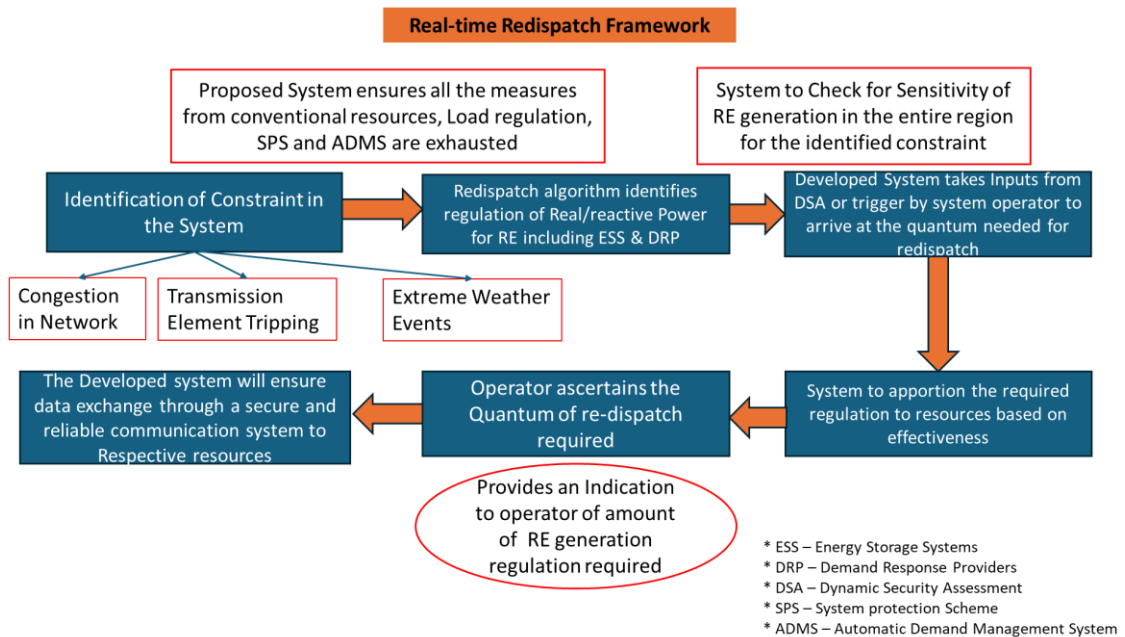 Real-time Redispatch Framework
Proposed System ensures all the measures
from conventional resources, Load regulation,
SPS and ADMS are exhausted
System to Check for Sensitivity of
RE generation in the entire region
for the identified constraint
Identification of Constraint in
the System
Redispatch algorithm identifies
regulation of Real/reactive Power
for RE including ESS & DRP
Developed System takes Inputs from
DSA or trigger by system operator to
arrive at the quantum needed for
redispatch
Congestion
in Network
Transmission
Element Tripping
Extreme Weather
Events
The Developed system will ensure
data exchange through a secure and
reliable communication system to
Respective resources
Operator ascertains the
Quantum of re-dispatch
required
System to apportion the required
regulation to resources based on
effectiveness
Provides an Indication
to operator of amount
of RE generation
regulation required
* ESS – Energy Storage Systems
* DRP – Demand Response Providers
* DSA – Dynamic Security Assessment
* SPS – System protection Scheme
* ADMS – Automatic Demand Management System